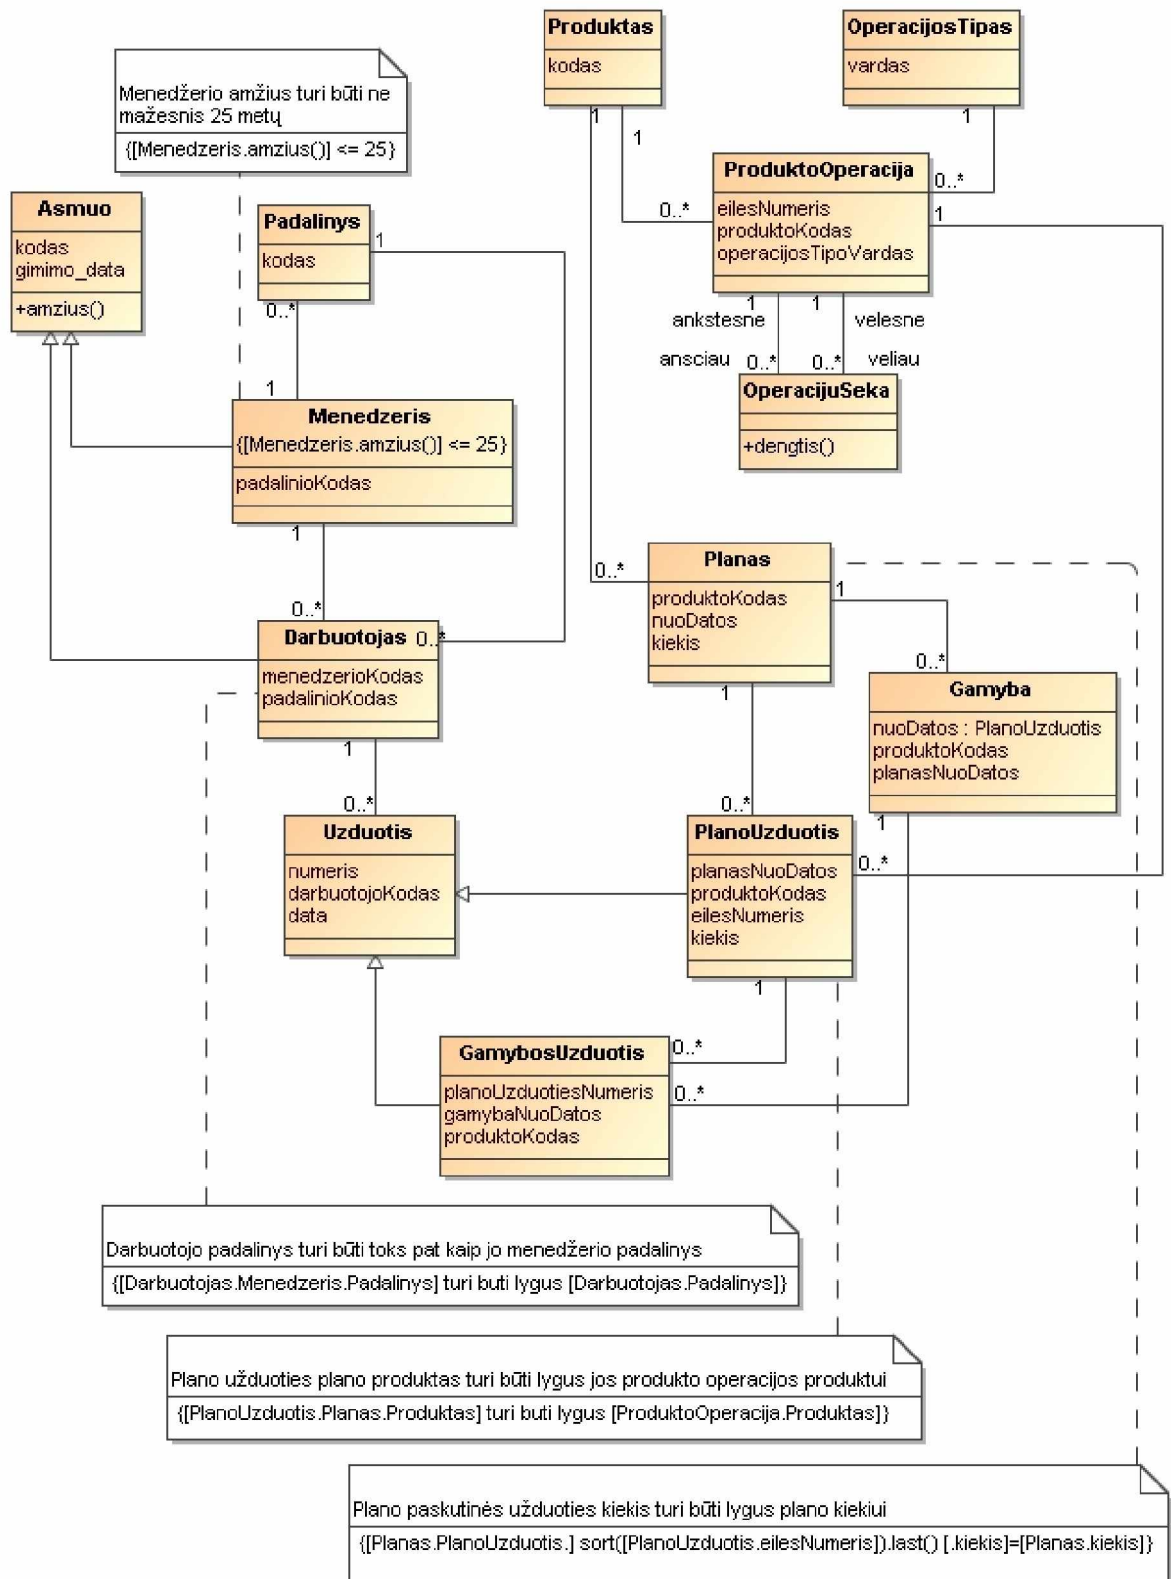 Produktas
kodas
OperacijosTipas
vardas
Menedžerio amžius turi būti ne
mažesnis 25 metų
{[Menedzeris.amzius()] <= 25}
1
1
1
ProduktoOperacija
eilesNumeris
produktoKodas
operacijosTipoVardas
0..*
0..*
1
Asmuo
kodas
gimimo_data
+amzius()
Padalinys
kodas
1
0..*
1
1
ankstesne
velesne
ansciau
0..*
0..*
veliau
OperacijuSeka
+dengtis()
1
Menedzeris
{[Menedzeris.amzius()] <= 25}
padalinioKodas
1
0..*
Planas
produktoKodas
nuoDatos
kiekis
0..*
1
1
0..*
Darbuotojas
menedzerioKodas
padalinioKodas
0..*
1
0..*
Gamyba
nuoDatos : PlanoUzduotis
produktoKodas
planasNuoDatos
1
0..*
Uzduotis
numeris
darbuotojoKodas
data
0..*
PlanoUzduotis
planasNuoDatos
produktoKodas
eilesNumeris
kiekis
0..*
1
GamybosUzduotis
planoUzduotiesNumeris
gamybaNuoDatos
produktoKodas
0..*
0..*
Darbuotojo padalinys turi būti toks pat kaip jo menedžerio padalinys
{[Darbuotojas.Menedzeris.Padalinys] turi buti lygus [Darbuotojas.Padalinys]}
Plano užduoties plano produktas turi būti lygus jos produkto operacijos produktui
{[PlanoUzduotis.Planas.Produktas] turi buti lygus [ProduktoOperacija.Produktas]}
Plano paskutinės užduoties kiekis turi būti lygus plano kiekiui
{[Planas.PlanoUzduotis.] sort([PlanoUzduotis.eilesNumeris]).last() [.kiekis]=[Planas.kiekis]}